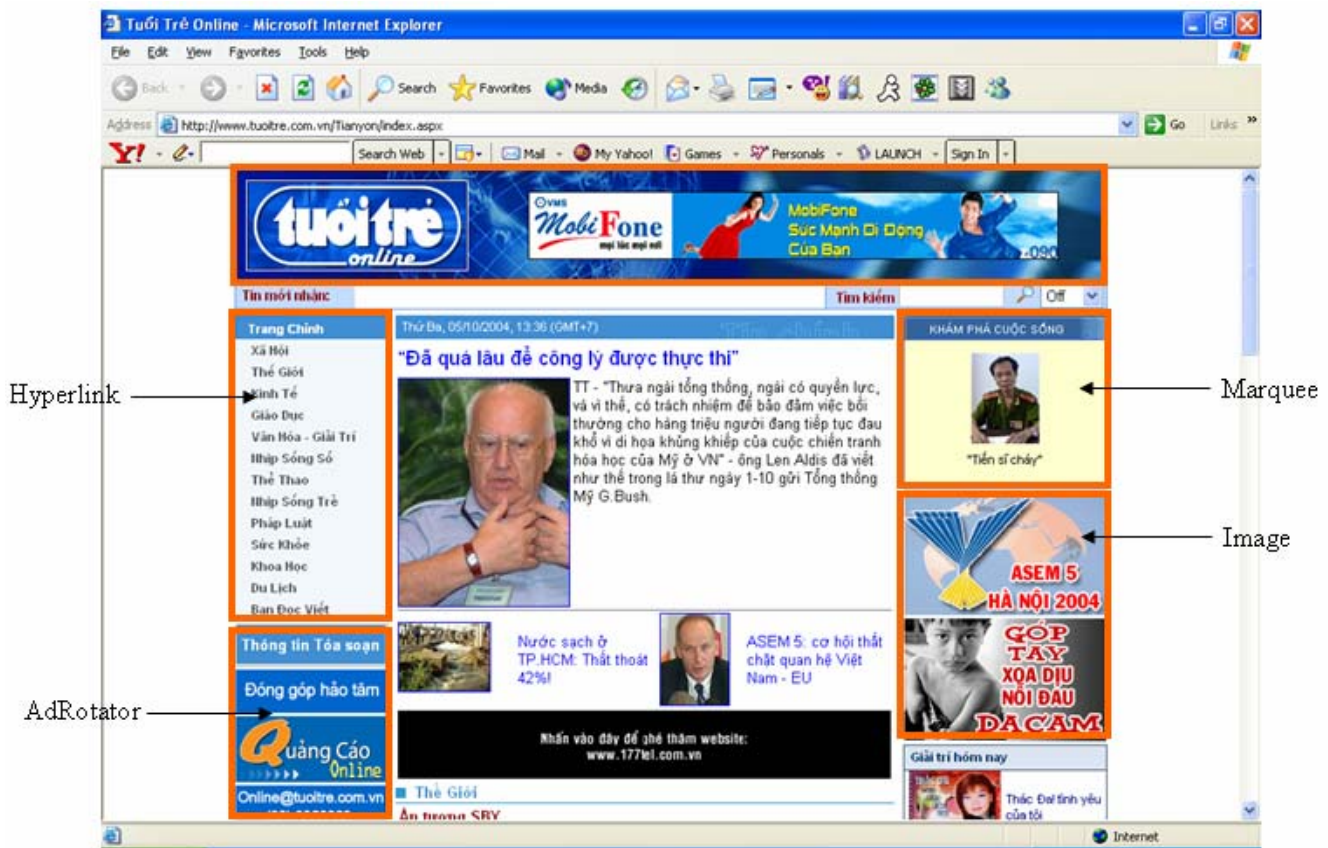 Tuổi Trẻ Online - Microsoft Internet Explorer
File Edit View Favorites Tools Help
Back Search Favorites Media
Address http://www.tuoitre.com.vn/Tianyon/index.aspx Go Links »
Y! Search Web Mail My Yahoo! Games Personals LAUNCH Sign In
tuổi trẻ
online
VMS
MobiFone
mọi lúc mọi nơi
MobiFone
Sức Mạnh Di Động
Của Bạn
090
Tin mới nhận:
Tìm kiếm
Off
Hyperlink
Trang Chính
Xã Hội
Thế Giới
Kinh Tế
Giáo Dục
Văn Hóa - Giải Trí
Nhịp Sống Số
Thể Thao
Nhịp Sống Trẻ
Pháp Luật
Sức Khỏe
Khoa Học
Du Lịch
Bạn Đọc Viết
AdRotator
Thông tin Tòa soạn
Đóng góp hảo tâm
Quảng Cáo
Online
Online@tuoitre.com.vn
Thứ Ba, 05/10/2004, 13:36 (GMT+7)
"Đã quá lâu để công lý được thực thi"
TT - "Thưa ngài tổng thống, ngài có quyền lực,
và vì thế, có trách nhiệm để bảo đảm việc bồi
thường cho hàng triệu người đang tiếp tục đau
khổ vì di họa khủng khiếp của cuộc chiến tranh
hóa học của Mỹ ở VN" - ông Len Aldis đã viết
như thế trong lá thư ngày 1-10 gửi Tổng thống
Mỹ G.Bush.
Nước sạch ở
TP.HCM: Thất thoát
42%!
ASEM 5: cơ hội thắt
chặt quan hệ Việt
Nam - EU
Nhấn vào đây để ghé thăm website:
www.177tel.com.vn
Thế Giới
Ấn tượng SBY
KHÁM PHÁ CUỘC SỐNG
"Tiến sĩ cháy"
Marquee
ASEM 5
HÀ NỘI 2004
Image
GÓP
TAY
XOA DỊU
NỖI ĐAU
DA CAM
Giải trí hôm nay
Thác Đa! tình yêu
của tôi
Internet